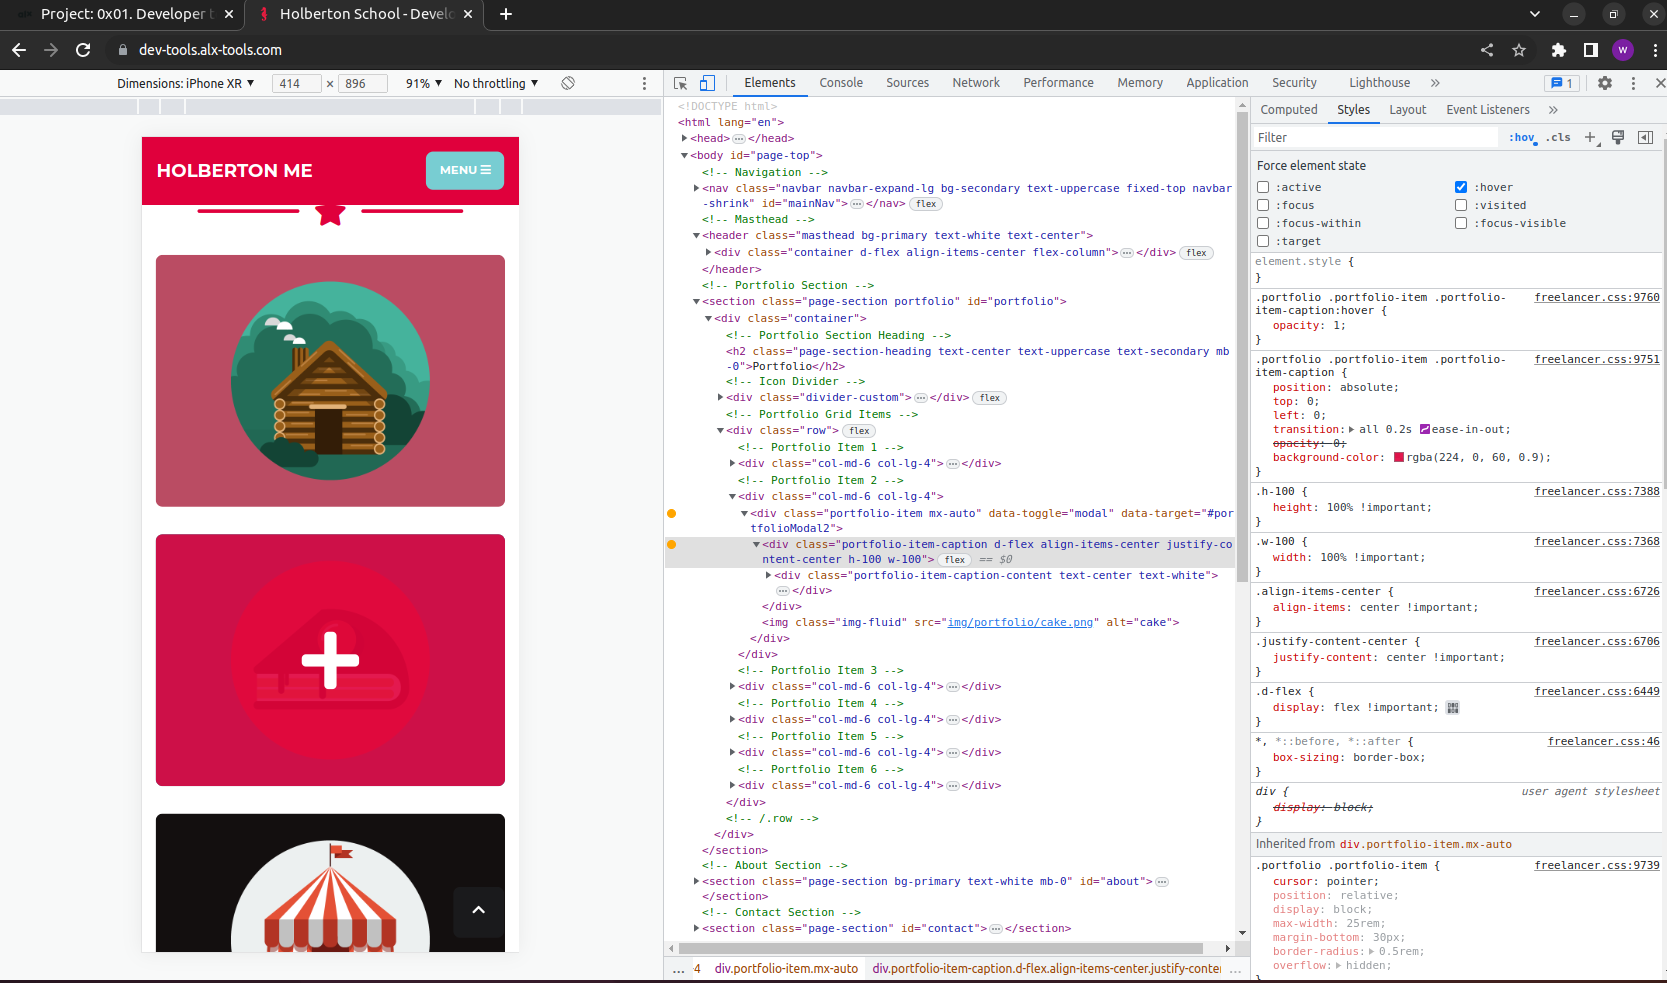 Project: 0x01. Developer t
Holberton School - Develo
dev-tools.alx-tools.com
W
Dimensions: iPhone XR
414 × 896
91%
No throttling
HOLBERTON ME
MENU
Elements Console Sources Network Performance Memory Application Security Lighthouse
1
<!DOCTYPE html>
<html lang="en">
<head> … </head>
<body id="page-top">
<!-- Navigation -->
<nav class="navbar navbar-expand-lg bg-secondary text-uppercase fixed-top navbar
-shrink" id="mainNav"> … </nav> flex
<!-- Masthead -->
<header class="masthead bg-primary text-white text-center">
<div class="container d-flex align-items-center flex-column"> … </div> flex
</header>
<!-- Portfolio Section -->
<section class="page-section portfolio" id="portfolio">
<div class="container">
<!-- Portfolio Section Heading -->
<h2 class="page-section-heading text-center text-uppercase text-secondary mb
-0">Portfolio</h2>
<!-- Icon Divider -->
<div class="divider-custom"> … </div> flex
<!-- Portfolio Grid Items -->
<div class="row"> flex
<!-- Portfolio Item 1 -->
<div class="col-md-6 col-lg-4"> … </div>
<!-- Portfolio Item 2 -->
<div class="col-md-6 col-lg-4">
<div class="portfolio-item mx-auto" data-toggle="modal" data-target="#por
tfolioModal2">
<div class="portfolio-item-caption d-flex align-items-center justify-co
ntent-center h-100 w-100"> flex == $0
<div class="portfolio-item-caption-content text-center text-white">
… </div>
</div>
<img class="img-fluid" src="img/portfolio/cake.png" alt="cake">
</div>
</div>
<!-- Portfolio Item 3 -->
<div class="col-md-6 col-lg-4"> … </div>
<!-- Portfolio Item 4 -->
<div class="col-md-6 col-lg-4"> … </div>
<!-- Portfolio Item 5 -->
<div class="col-md-6 col-lg-4"> … </div>
<!-- Portfolio Item 6 -->
<div class="col-md-6 col-lg-4"> … </div>
</div>
<!-- /.row -->
</div>
</section>
<!-- About Section -->
<section class="page-section bg-primary text-white mb-0" id="about"> …
</section>
<!-- Contact Section -->
<section class="page-section" id="contact"> … </section>
... 4 div.portfolio-item.mx-auto div.portfolio-item-caption.d-flex.align-items-center.justify-conter ...
Computed Styles Layout Event Listeners
Filter :hov .cls
Force element state
:active :hover
:focus :visited
:focus-within :focus-visible
:target
element.style {
}
.portfolio .portfolio-item .portfolio- freelancer.css:9760
item-caption:hover {
opacity: 1;
}
.portfolio .portfolio-item .portfolio- freelancer.css:9751
item-caption {
position: absolute;
top: 0;
left: 0;
transition: all 0.2s ease-in-out;
opacity: 0;
background-color: rgba(224, 0, 60, 0.9);
}
.h-100 { freelancer.css:7388
height: 100% !important;
}
.w-100 { freelancer.css:7368
width: 100% !important;
}
.align-items-center { freelancer.css:6726
align-items: center !important;
}
.justify-content-center { freelancer.css:6706
justify-content: center !important;
}
.d-flex { freelancer.css:6449
display: flex !important;
}
*, *::before, *::after { freelancer.css:46
box-sizing: border-box;
}
div { user agent stylesheet
display: block;
}
Inherited from div.portfolio-item.mx-auto
.portfolio .portfolio-item { freelancer.css:9739
cursor: pointer;
position: relative;
display: block;
max-width: 25rem;
margin-bottom: 30px;
border-radius: 0.5rem;
overflow: hidden;
}